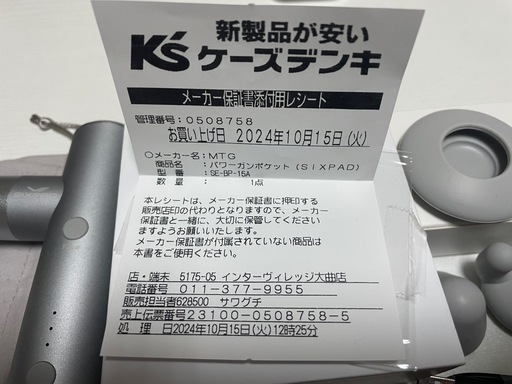 新製品が安い
K's ケーズデンキ
メーカー保証書添付用レシート
管理番号：0508758
お買い上げ日 2024年10月15日(火)
○メーカー名：MTG
商品名：パワーガンポケット(SIXPAD)
型番：SE-BP-15A
数量：1点
本レシートは、メーカー保証書に押印する
販売店印の代わりとなりますので、メーカー
保証書と一緒に、大切に保管してください
ますようお願いいたします。
メーカー保証書が付属されていない商品は
本書をご使用ください。
店・端末 5175-05 インターヴィレッジ大曲店
電話番号 011-377-9955
販売担当者628500 サワグチ
売上伝票番号23100-0508758-5
処理日2024年10月15日(火)12時25分